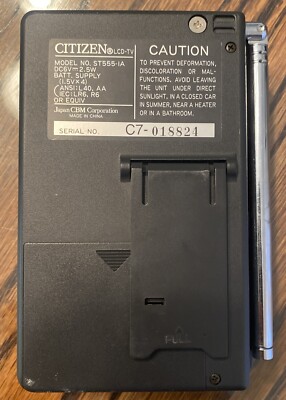 CITIZEN® LCD-TV
MODEL NO. ST555-1A
DC6V⎓2.5W
BATT. SUPPLY
(1.5V×4)
ANSI: L40, AA
IEC: LR6, R6
OR EQUIV
Japan CBM Corporation
MADE IN CHINA
SERIAL NO. C7-018824
CAUTION
TO PREVENT DEFORMATION,
DISCOLORATION OR MAL-
FUNCTIONS, AVOID LEAVING
THE UNIT UNDER DIRECT
SUNLIGHT, IN A CLOSED CAR
IN SUMMER, NEAR A HEATER
OR IN A BATHROOM.
PUSH